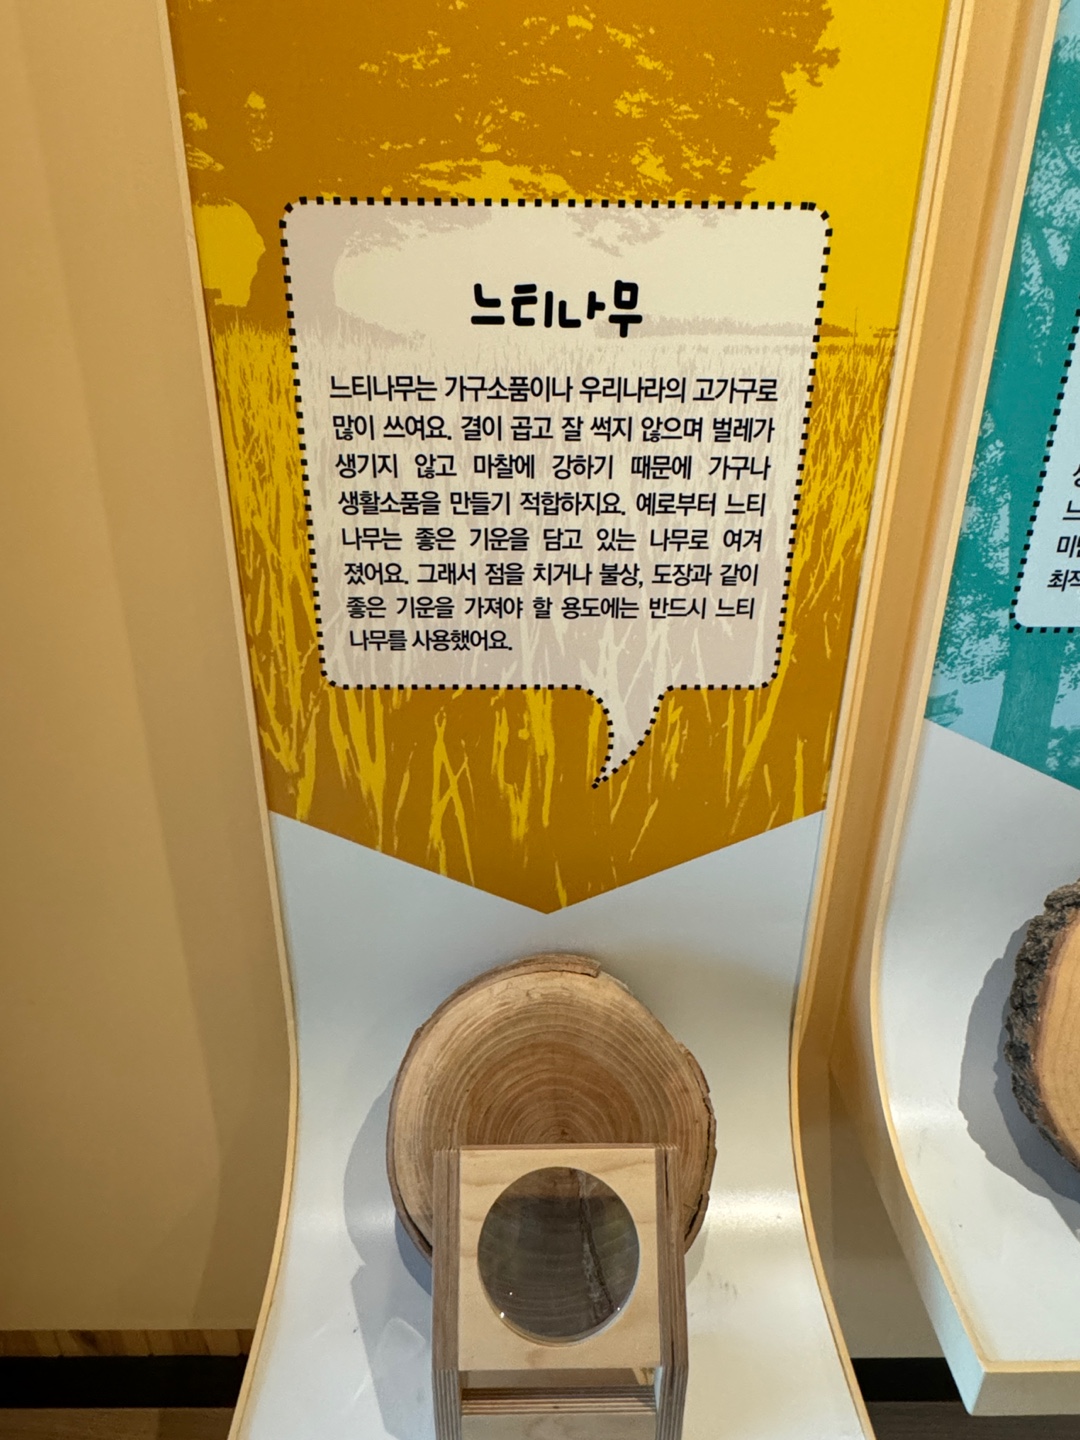 느티나무
느티나무는 가구소품이나 우리나라의 고가구로
많이 쓰여요. 결이 곱고 잘 썩지 않으며 벌레가
생기지 않고 마찰에 강하기 때문에 가구나
생활소품을 만들기 적합하지요. 예로부터 느티
나무는 좋은 기운을 담고 있는 나무로 여겨
졌어요. 그래서 점을 치거나 불상, 도장과 같이
좋은 기운을 가져야 할 용도에는 반드시 느티
나무를 사용했어요.